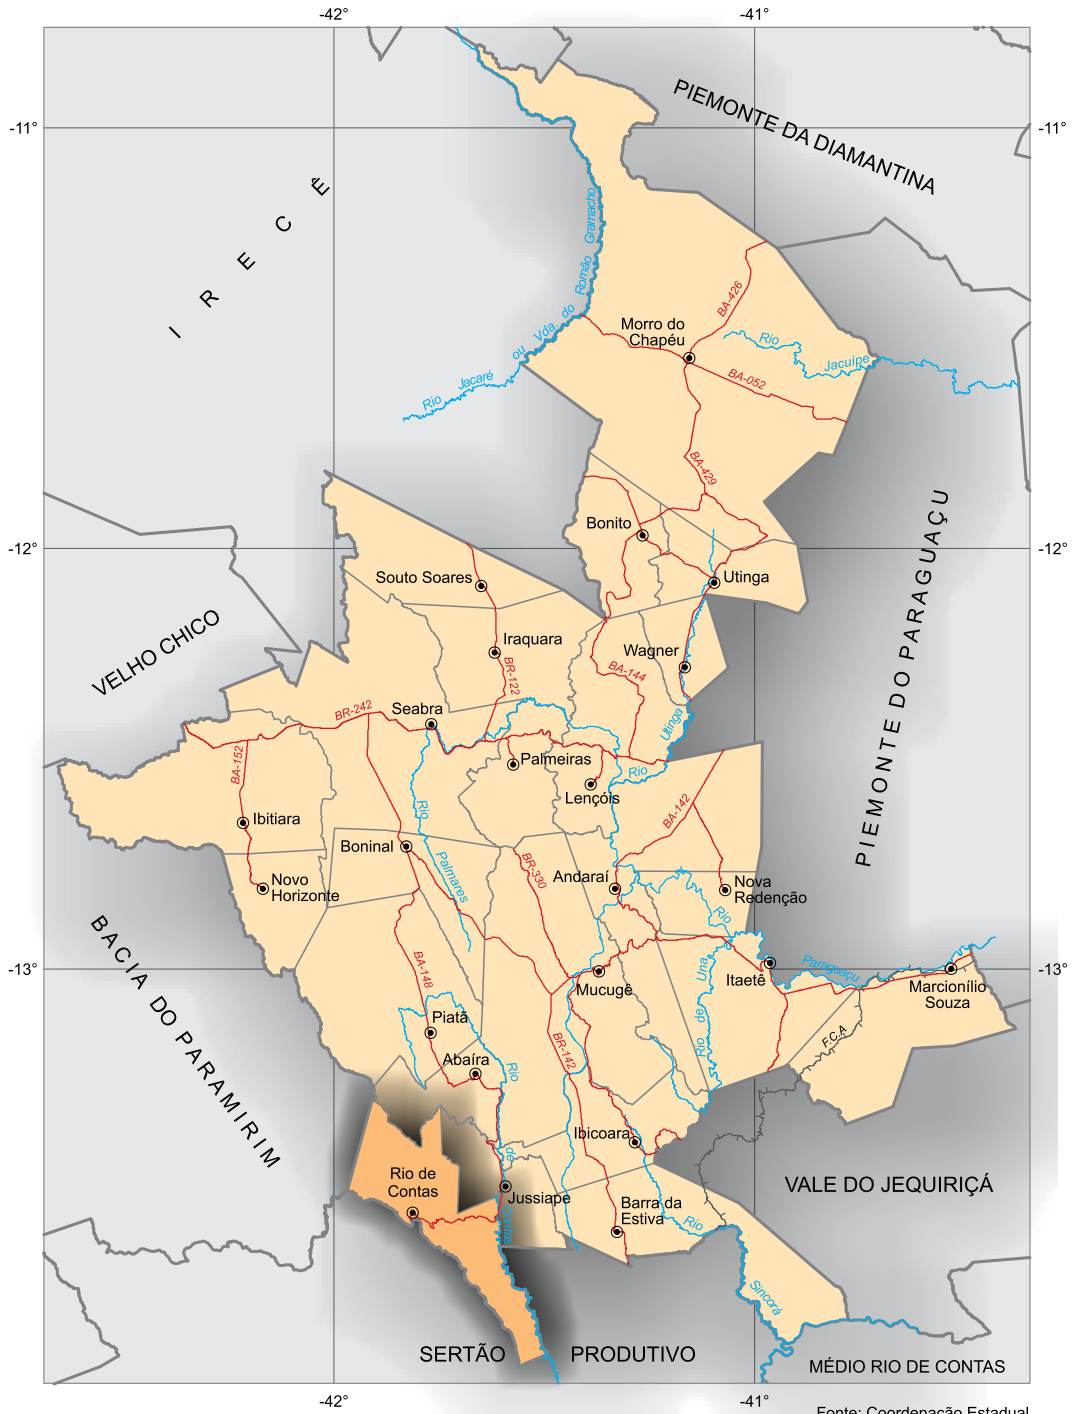 -42°
-41°
-11°
-11°
PIEMONTE DA DIAMANTINA
IRECÊ
Rio Jacaré ou Vda. do Romão Gramacho
BA-426
Morro do
Chapéu
Rio Jacuípe
BA-052
BA-429
-12°
-12°
Bonito
Utinga
Souto Soares
Iraquara
Wagner
BR-122
BA-144
VELHO CHICO
PIEMONTE DO PARAGUAÇU
BR-242
Seabra
Rio Utinga
BA-152
Palmeiras
Lençóis
Ibitiara
Rio Palmares
BA-142
Boninal
BR-330
Andaraí
Novo
Horizonte
Nova
Redenção
BACIA DO PARAMIRIM
Rio Paraguaçu
-13°
-13°
BA-148
Mucugê
Itaetê
Marcionílio
Souza
Rio de Una
Piatã
F.C.A
BR-142
Abaíra
Rio de Contas
Ibicoara
Rio de
Contas
Jussiape
VALE DO JEQUIRIÇÁ
Barra da
Estiva
Rio Sincorá
SERTÃO PRODUTIVO
MÉDIO RIO DE CONTAS
-42°
-41°
Fonte: Coordenação Estadual